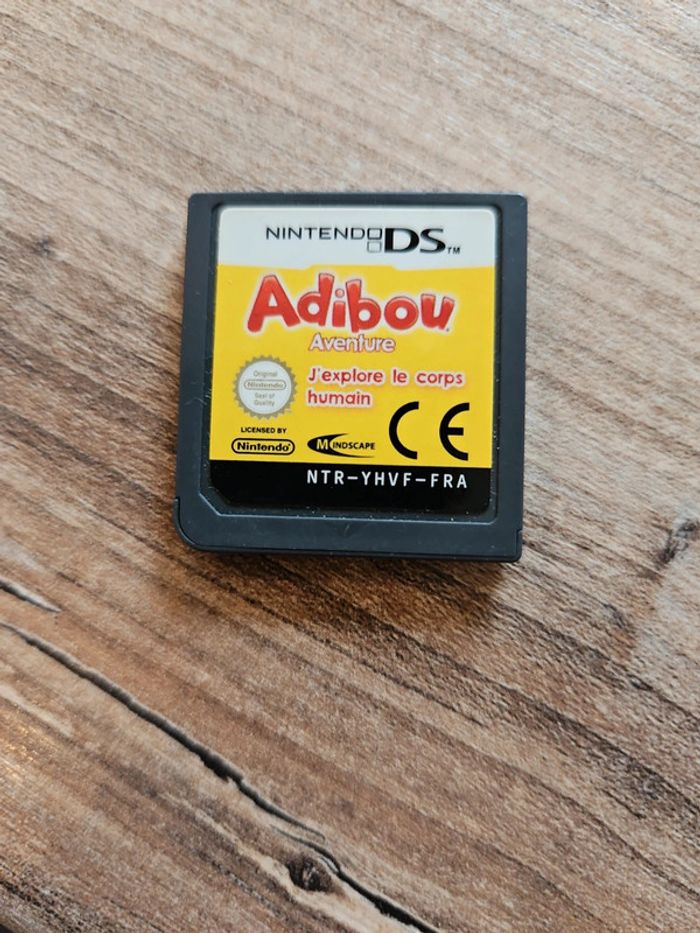 NINTENDO DS™
Adibou
Aventure
J'explore le corps
humain
Original
Nintendo
Seal of
Quality
LICENSED BY
Nintendo
MINDSCAPE
CE
NTR-YHVF-FRA